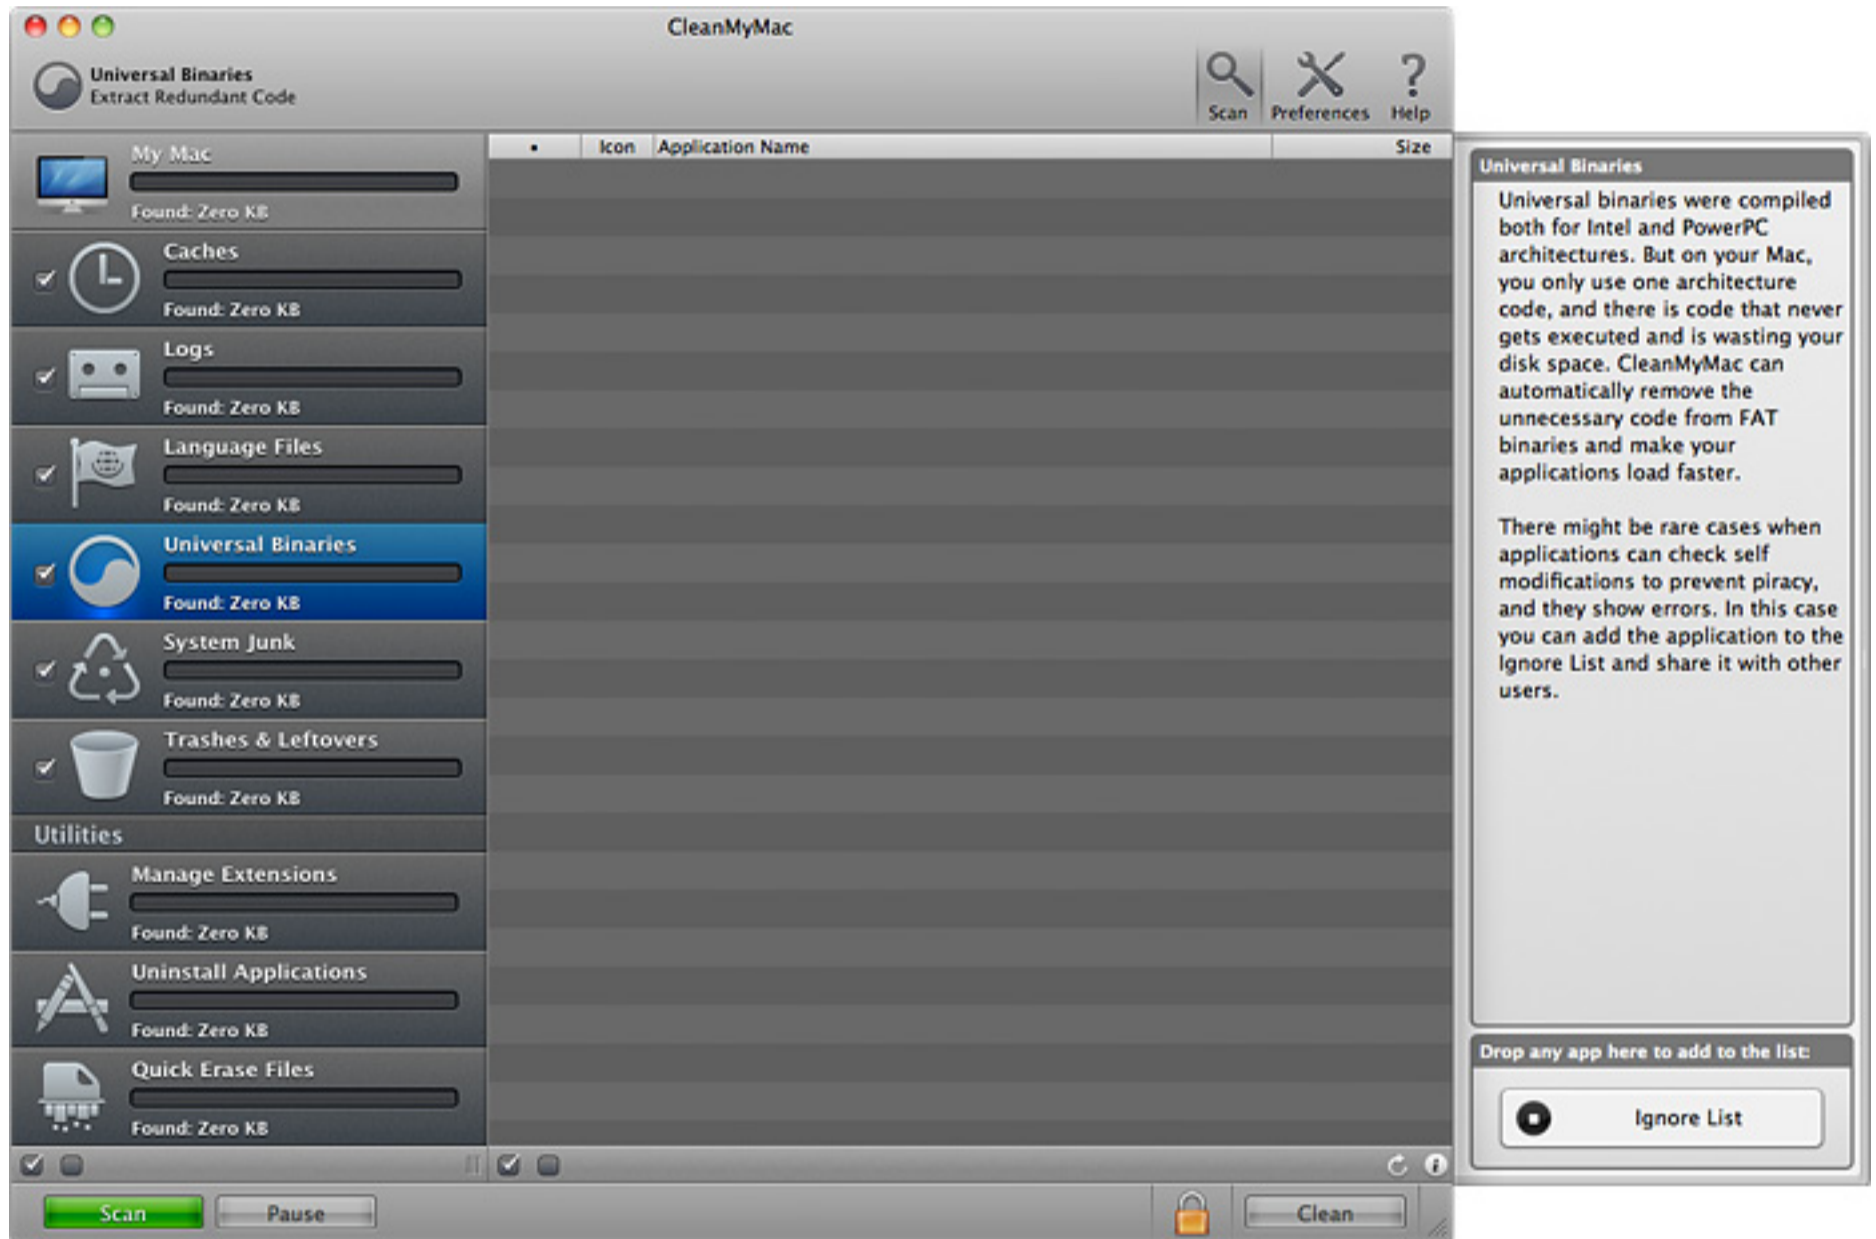 CleanMyMac
Universal Binaries
Extract Redundant Code
Scan
Preferences
Help
My Mac
Found: Zero KB
Caches
Found: Zero KB
Logs
Found: Zero KB
Language Files
Found: Zero KB
Universal Binaries
Found: Zero KB
System Junk
Found: Zero KB
Trashes & Leftovers
Found: Zero KB
Utilities
Manage Extensions
Found: Zero KB
Uninstall Applications
Found: Zero KB
Quick Erase Files
Found: Zero KB
Icon Application Name Size
Universal Binaries
Universal binaries were compiled
both for Intel and PowerPC
architectures. But on your Mac,
you only use one architecture
code, and there is code that never
gets executed and is wasting your
disk space. CleanMyMac can
automatically remove the
unnecessary code from FAT
binaries and make your
applications load faster.
There might be rare cases when
applications can check self
modifications to prevent piracy,
and they show errors. In this case
you can add the application to the
Ignore List and share it with other
users.
Drop any app here to add to the list:
Ignore List
Scan
Pause
Clean